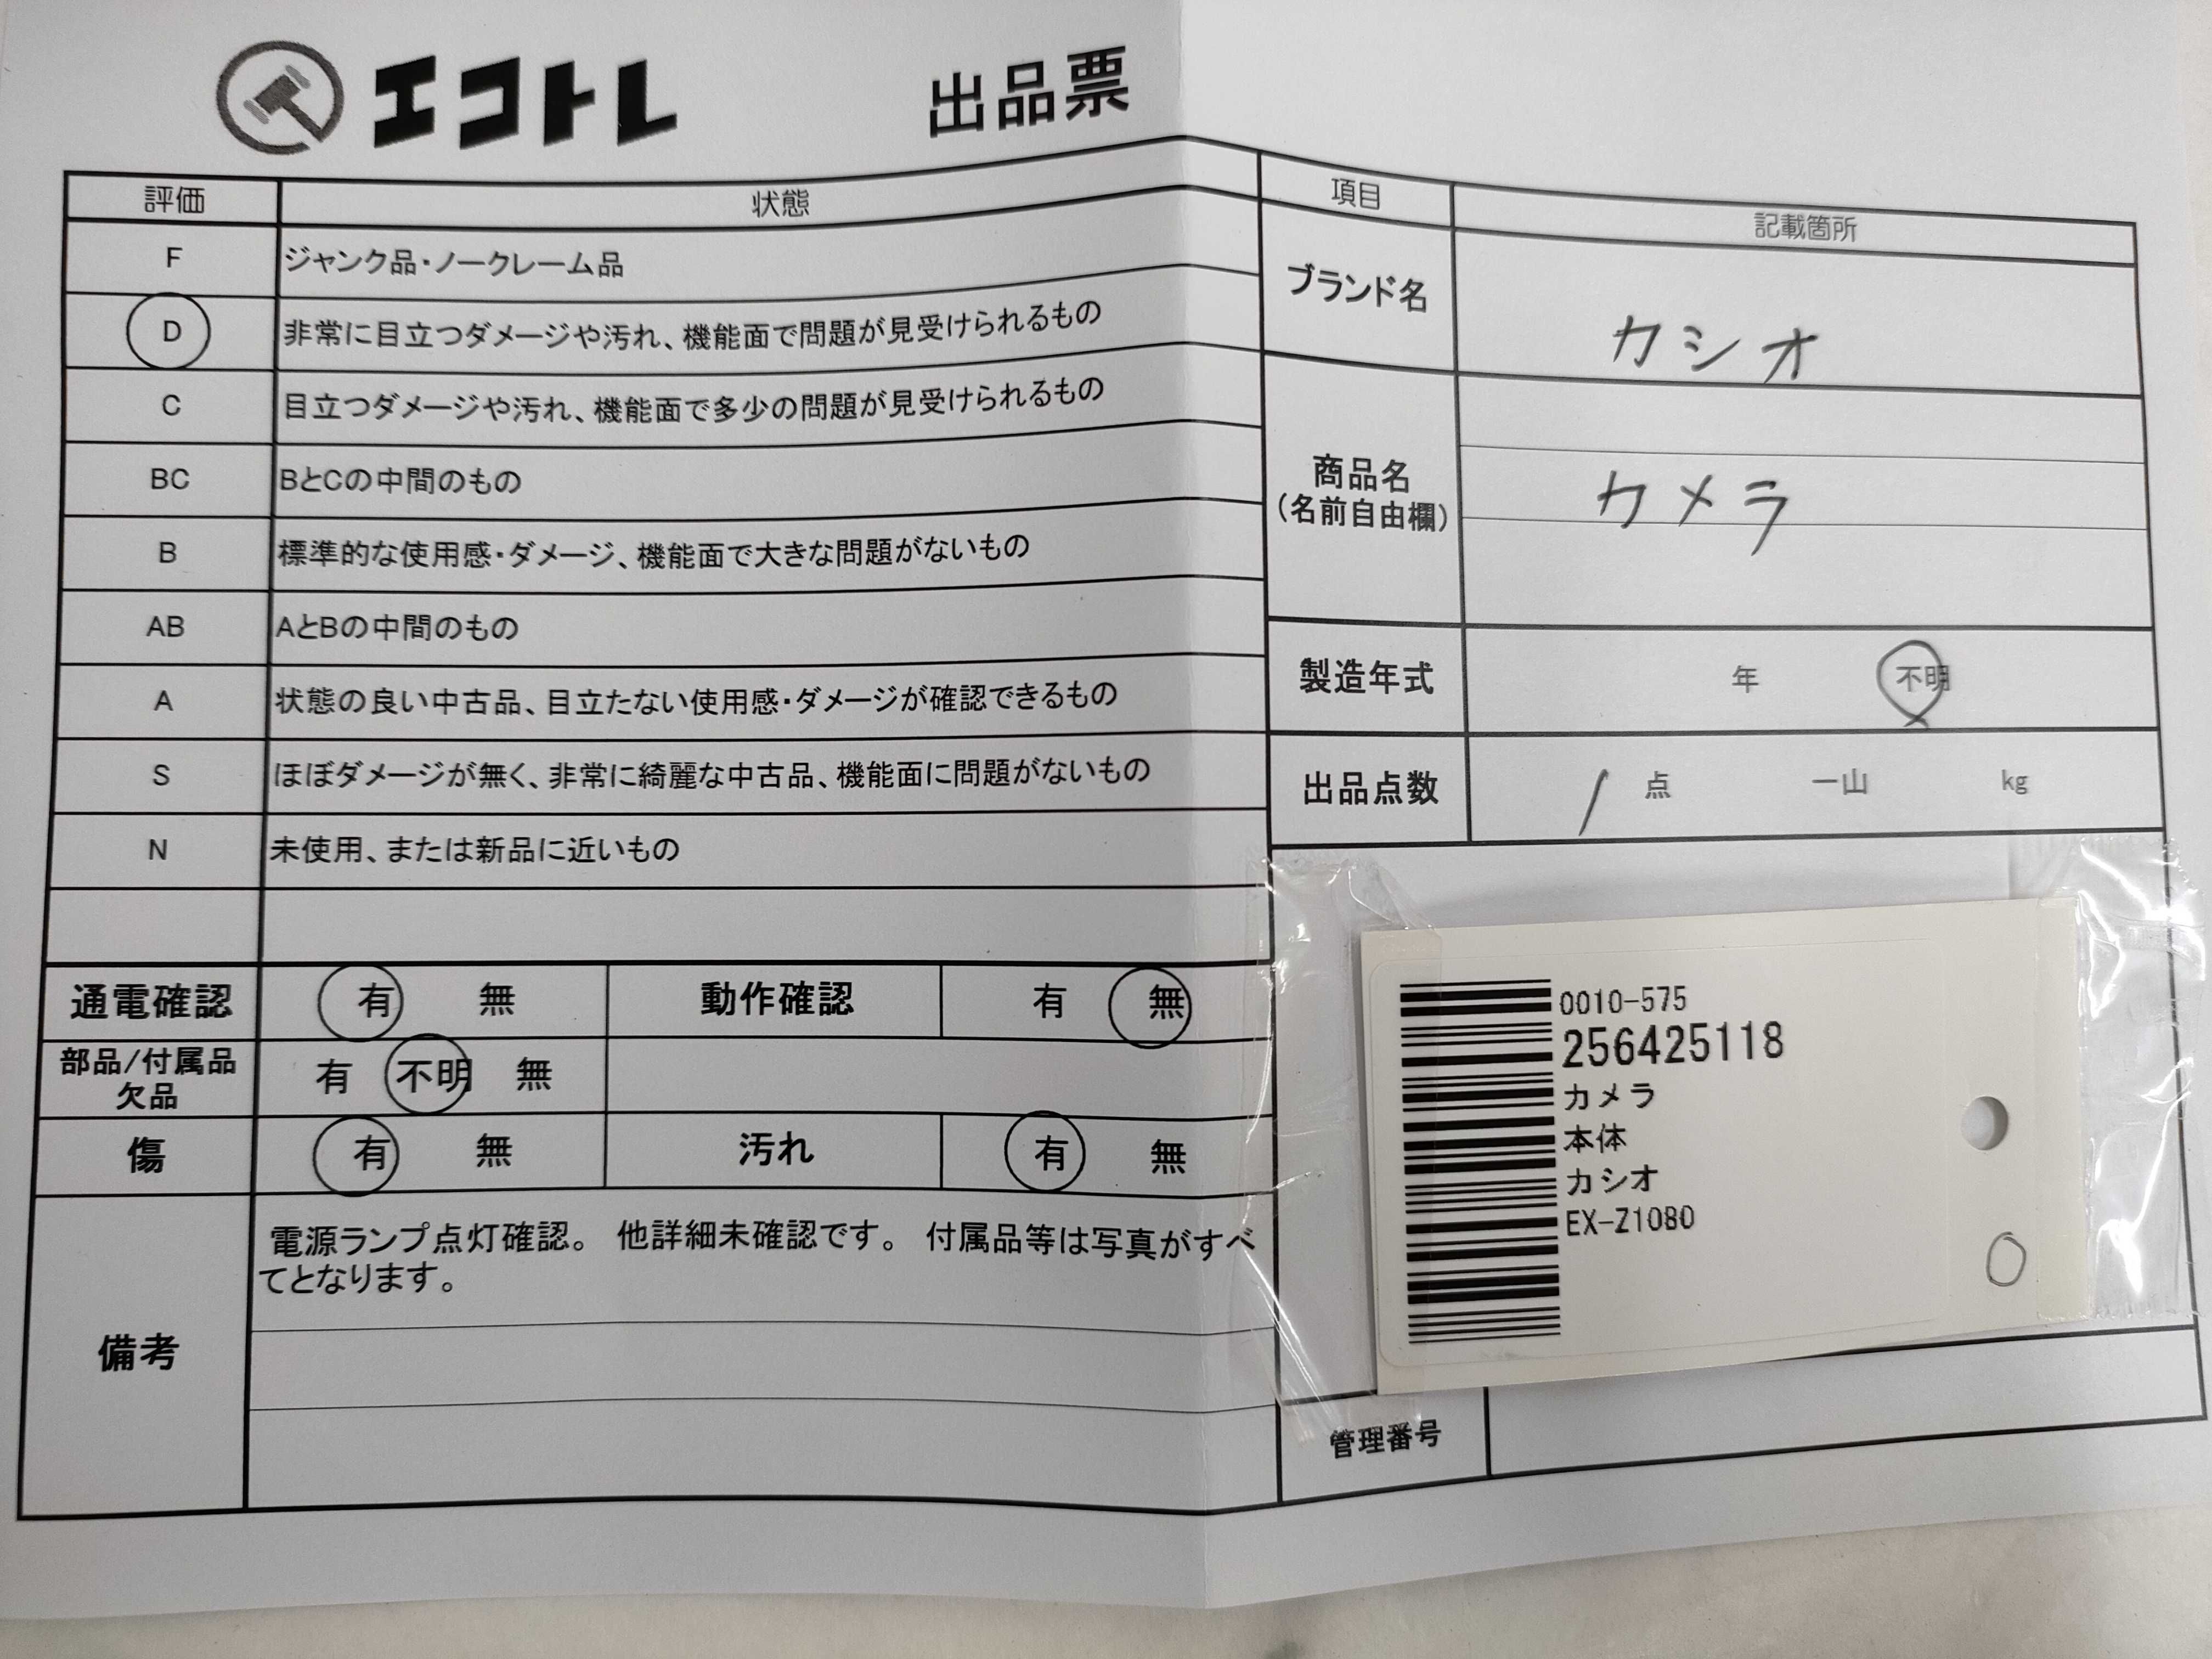 エコトレ 出品票
評価 状態
F ジャンク品・ノークレーム品
D 非常に目立つダメージや汚れ、機能面で問題が見受けられるもの
C 目立つダメージや汚れ、機能面で多少の問題が見受けられるもの
BC BとCの中間のもの
B 標準的な使用感・ダメージ、機能面で大きな問題がないもの
AB AとBの中間のもの
A 状態の良い中古品、目立たない使用感・ダメージが確認できるもの
S ほぼダメージが無く、非常に綺麗な中古品、機能面に問題がないもの
N 未使用、または新品に近いもの
通電確認 有 無 動作確認 有 無
部品/付属品
欠品 有 不明 無
傷 有 無 汚れ 有 無
備考
電源ランプ点灯確認。 他詳細未確認です。 付属品等は写真がすべ
てとなります。
項目 記載箇所
ブランド名 カシオ
商品名
(名前自由欄) カメラ
製造年式 年 不明
出品点数 1 点 一山 kg
0010-575
256425118
カメラ
本体
カシオ
EX-Z1080
管理番号